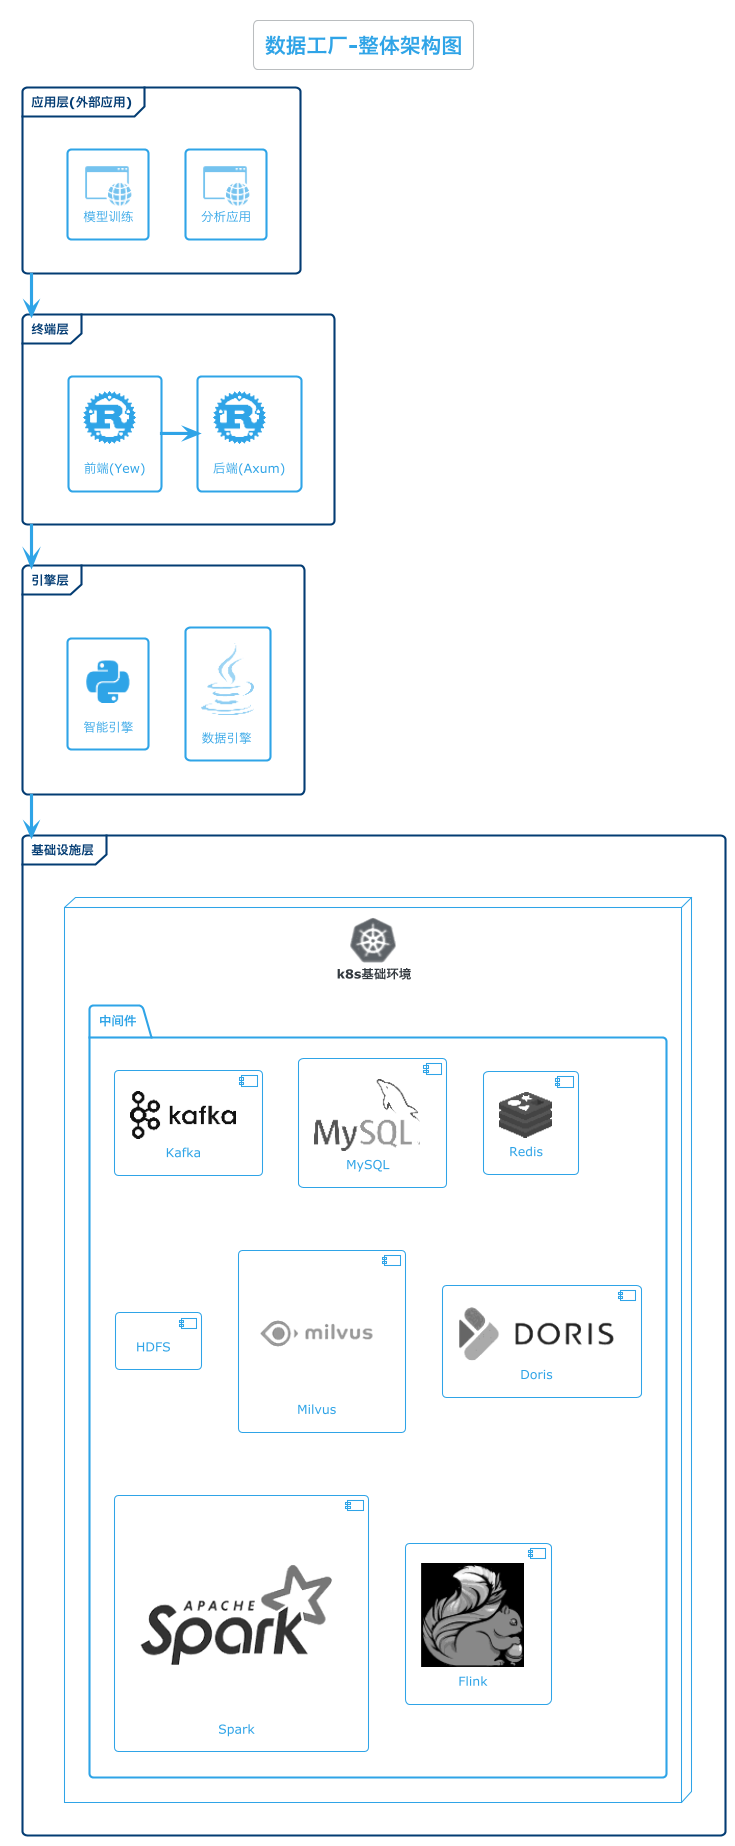 数据工厂-整体架构图
应用层(外部应用)
模型训练
分析应用
终端层
R
R
前端(Yew)
后端(Axum)
引擎层
智能引擎
数据引擎
基础设施层
k8s基础环境
中间件
kafka
Kafka
MySQL
MySQL
Redis
HDFS
milvus
Milvus
DORIS
Doris
APACHE
Spark
Spark
Flink